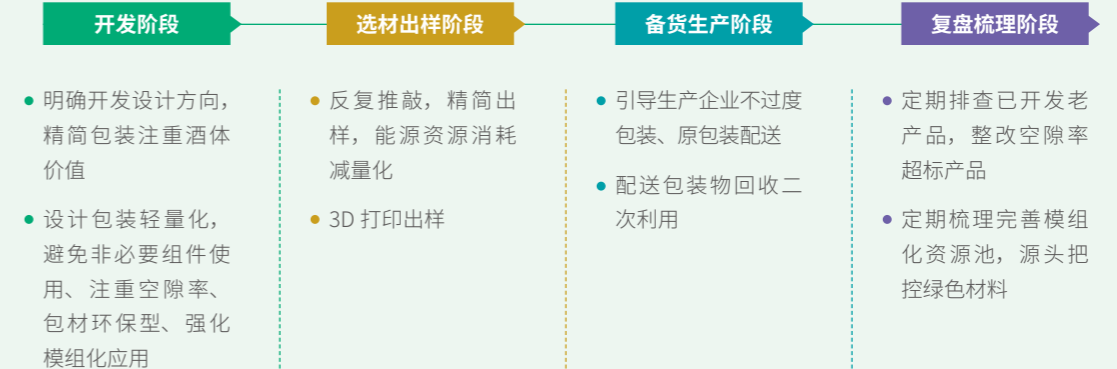 开发阶段
明确开发设计方向，
精简包装注重酒体
价值
设计包装轻量化，
避免非必要组件使
用、注重空隙率、
包材环保型、强化
模组化应用
选材出样阶段
反复推敲，精简出
样，能源资源消耗
减量化
3D 打印出样
备货生产阶段
引导生产企业不过度
包装、原包装配送
配送包装物回收二
次利用
复盘梳理阶段
定期排查已开发老
产品，整改空隙率
超标产品
定期梳理完善模组
化资源池，源头把
控绿色材料